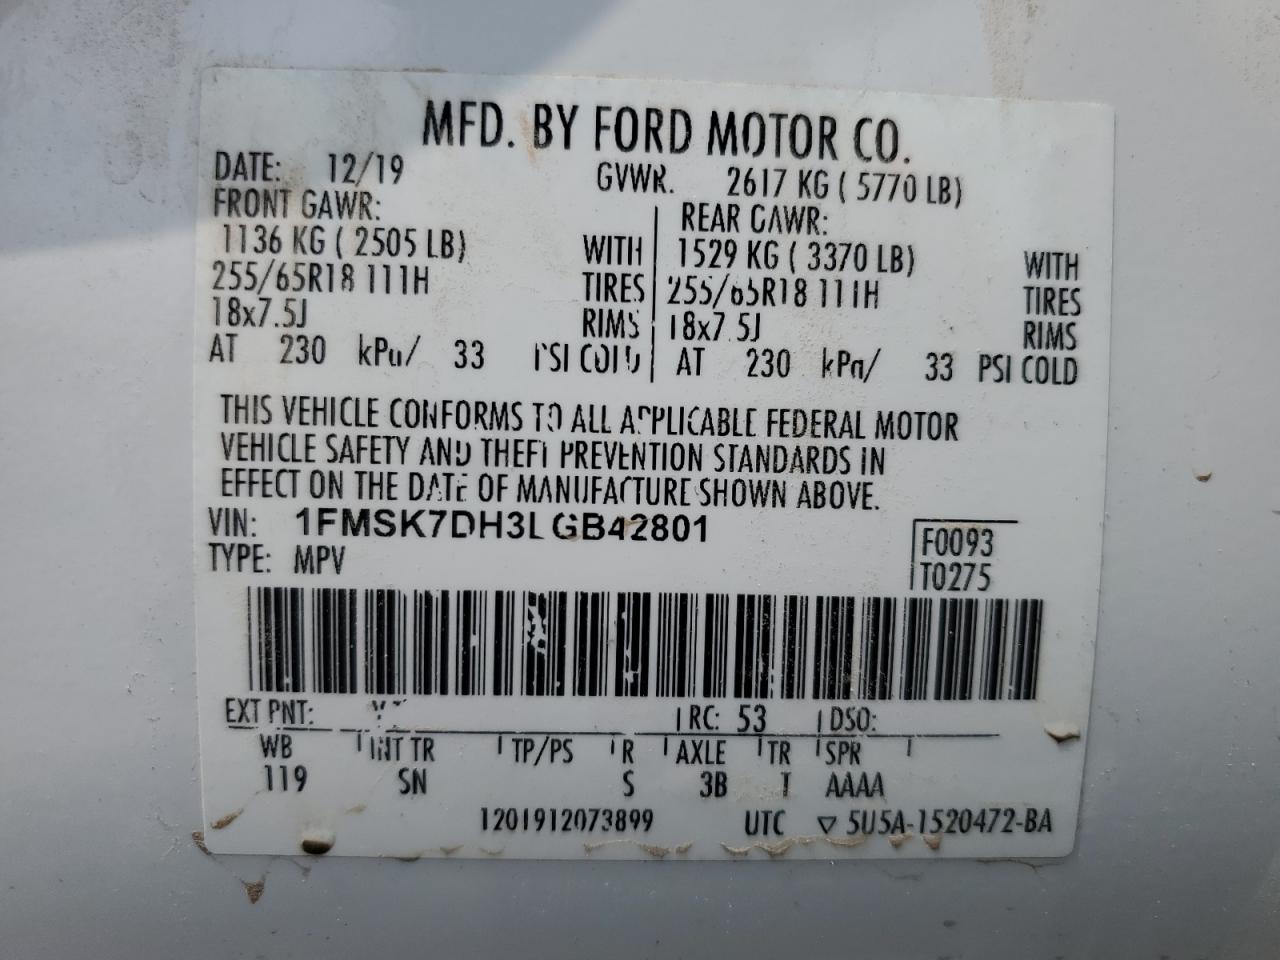 MFD. BY FORD MOTOR CO.
DATE: 12/19 GVWR. 2617 KG ( 5770 LB)
FRONT GAWR: REAR GAWR:
1136 KG ( 2505 LB) WITH 1529 KG ( 3370 LB) WITH
255/65R18 111H TIRES 255/65R18 111H TIRES
18x7.5J RIMS 18x7.5J RIMS
AT 230 kPa/ 33 PSI COLD AT 230 kPa/ 33 PSI COLD
THIS VEHICLE CONFORMS TO ALL APPLICABLE FEDERAL MOTOR
VEHICLE SAFETY AND THEFT PREVENTION STANDARDS IN
EFFECT ON THE DATE OF MANUFACTURE SHOWN ABOVE.
VIN: 1FMSK7DH3LGB42801
TYPE: MPV
F0093
T0275
EXT PNT: RC: 53 DSO:
WB INT TR TP/PS R AXLE TR SPR
119 SN S 3B T AAAA
1201912073899 UTC ▽ 5U5A-1520472-BA